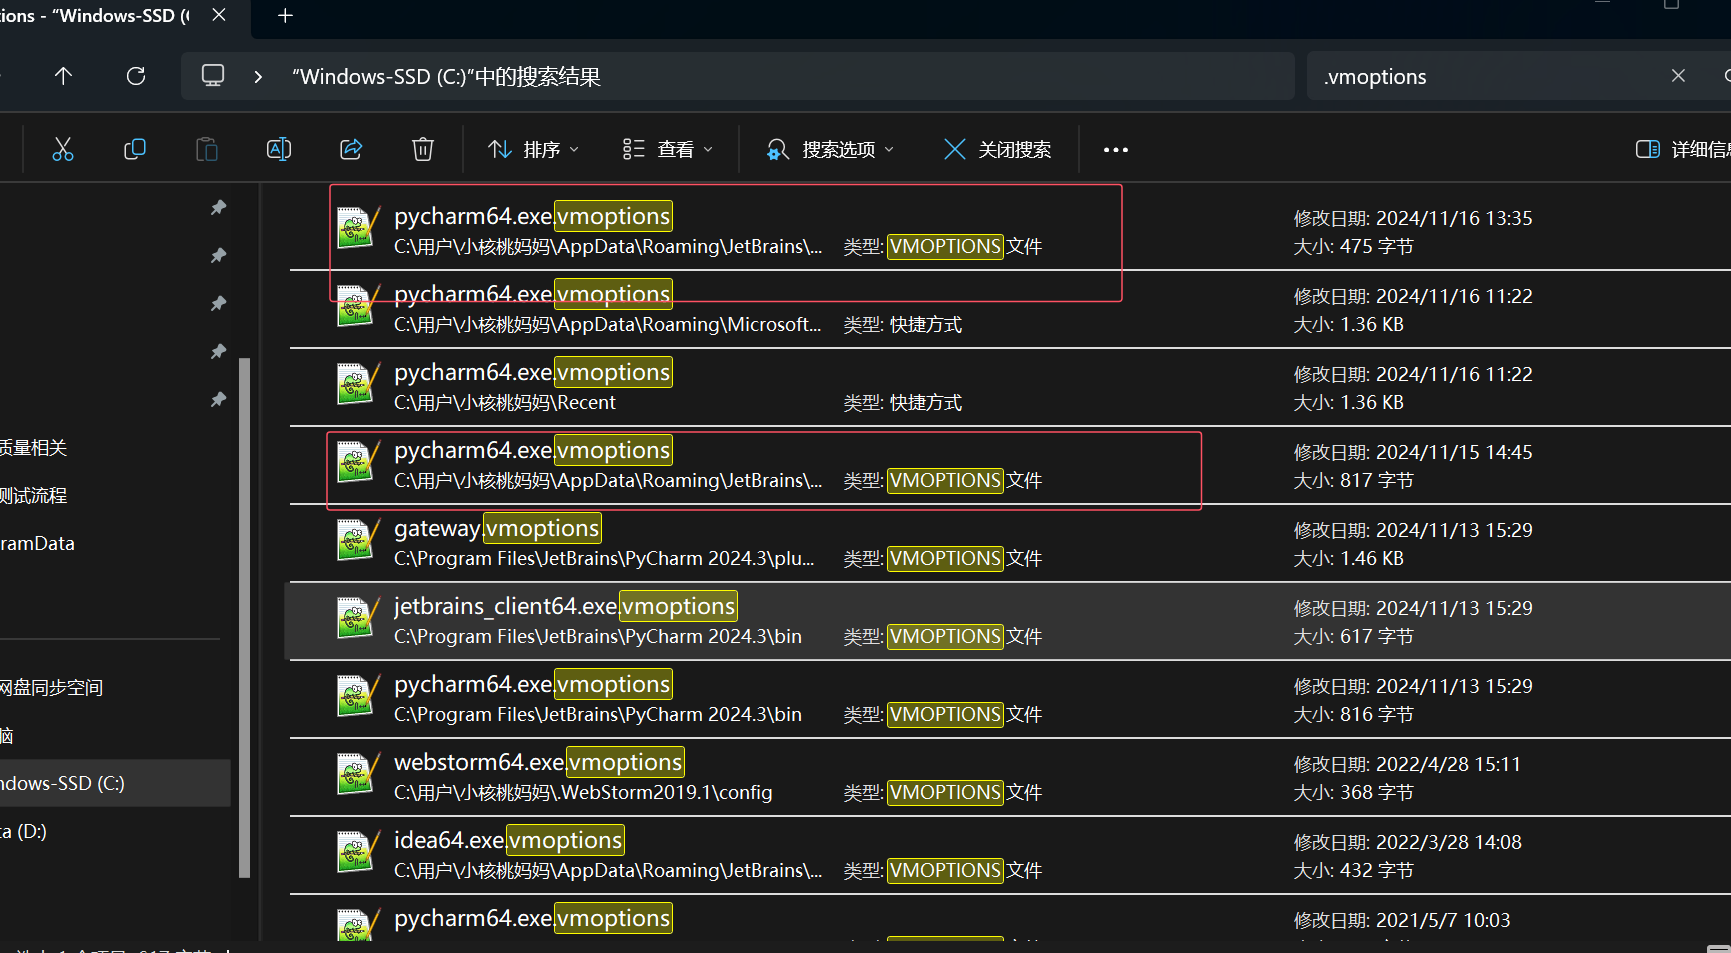 ions - "Windows-SSD (
"Windows-SSD (C:)"中的搜索结果
.vmoptions
排序
查看
搜索选项
关闭搜索
详细信息
pycharm64.exe.vmoptions
修改日期: 2024/11/16 13:35
C:\用户\小核桃妈妈\AppData\Roaming\JetBrains\...
类型: VMOPTIONS 文件
大小: 475 字节
pycharm64.exe.vmoptions
修改日期: 2024/11/16 11:22
C:\用户\小核桃妈妈\AppData\Roaming\Microsoft...
类型: 快捷方式
大小: 1.36 KB
pycharm64.exe.vmoptions
修改日期: 2024/11/16 11:22
C:\用户\小核桃妈妈\Recent
类型: 快捷方式
大小: 1.36 KB
pycharm64.exe.vmoptions
修改日期: 2024/11/15 14:45
C:\用户\小核桃妈妈\AppData\Roaming\JetBrains\...
类型: VMOPTIONS 文件
大小: 817 字节
gateway.vmoptions
修改日期: 2024/11/13 15:29
C:\Program Files\JetBrains\PyCharm 2024.3\plu...
类型: VMOPTIONS 文件
大小: 1.46 KB
jetbrains_client64.exe.vmoptions
修改日期: 2024/11/13 15:29
C:\Program Files\JetBrains\PyCharm 2024.3\bin
类型: VMOPTIONS 文件
大小: 617 字节
pycharm64.exe.vmoptions
修改日期: 2024/11/13 15:29
C:\Program Files\JetBrains\PyCharm 2024.3\bin
类型: VMOPTIONS 文件
大小: 816 字节
webstorm64.exe.vmoptions
修改日期: 2022/4/28 15:11
C:\用户\小核桃妈妈\.WebStorm2019.1\config
类型: VMOPTIONS 文件
大小: 368 字节
idea64.exe.vmoptions
修改日期: 2022/3/28 14:08
C:\用户\小核桃妈妈\AppData\Roaming\JetBrains\...
类型: VMOPTIONS 文件
大小: 432 字节
pycharm64.exe.vmoptions
修改日期: 2021/5/7 10:03
质量相关
测试流程
ramData
网盘同步空间
脑
ndows-SSD (C:)
ta (D:)